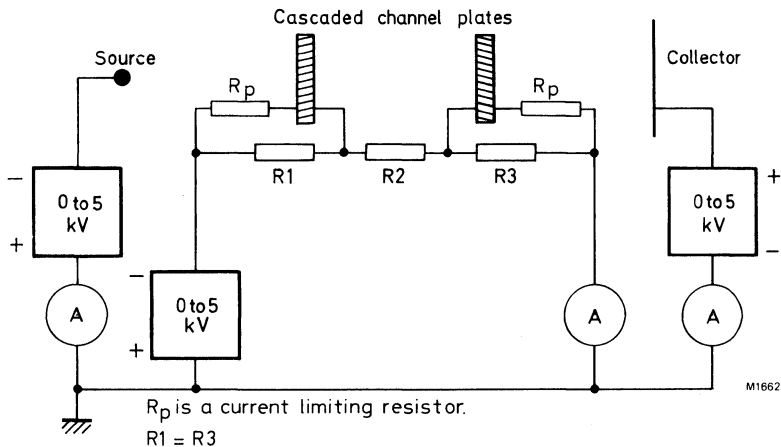 Cascaded channel plates
Source
Collector
Rp
Rp
R1
R2
R3
−
0 to 5
kV
+
−
0 to 5
kV
+
+
0 to 5
kV
−
A
A
A
M1662
Rp is a current limiting resistor.
R1 = R3